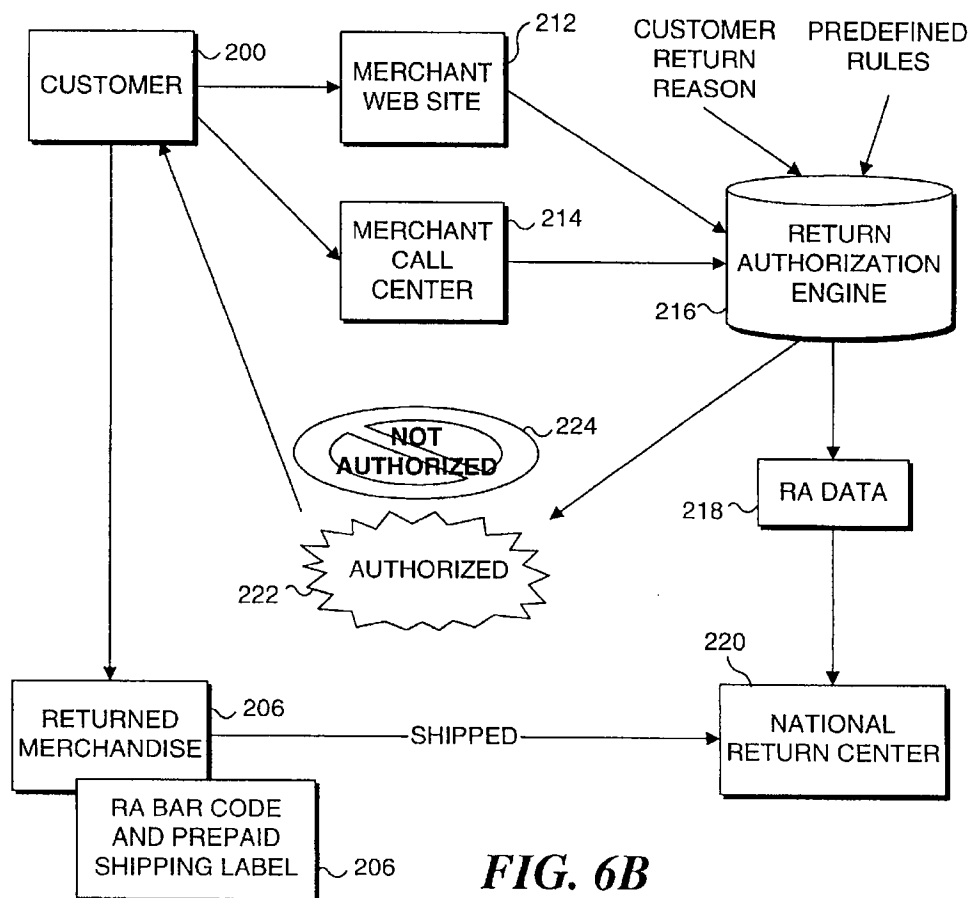 CUSTOMER
200
MERCHANT
WEB SITE
212
CUSTOMER
RETURN
REASON
PREDEFINED
RULES
MERCHANT
CALL
CENTER
214
RETURN
AUTHORIZATION
ENGINE
216
NOT
AUTHORIZED
224
AUTHORIZED
222
RA DATA
218
RETURNED
MERCHANDISE
206
SHIPPED
220
NATIONAL
RETURN CENTER
RA BAR CODE
AND PREPAID
SHIPPING LABEL
206
FIG. 6B